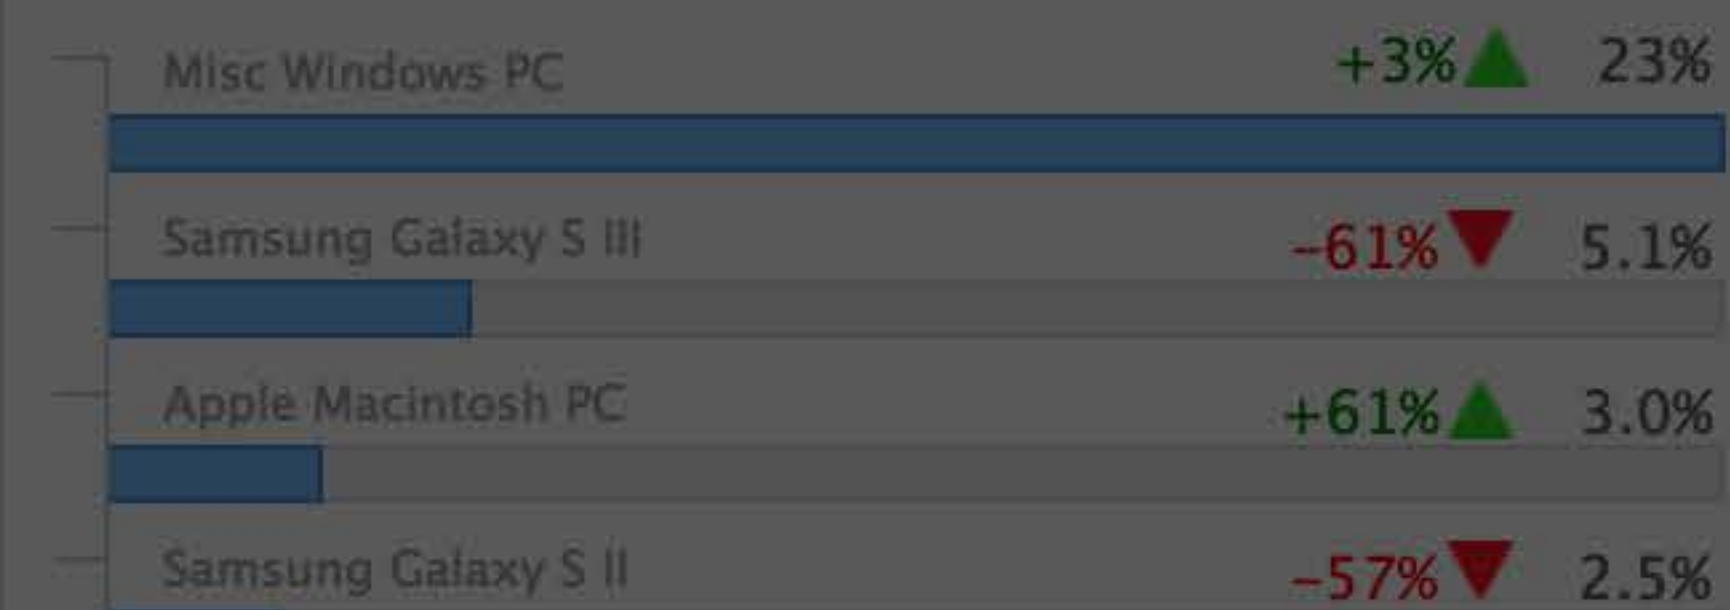 Misc Windows PC +3% ▲ 23%
Samsung Galaxy S III -61% ▼ 5.1%
Apple Macintosh PC +61% ▲ 3.0%
Samsung Galaxy S II -57% ▼ 2.5%